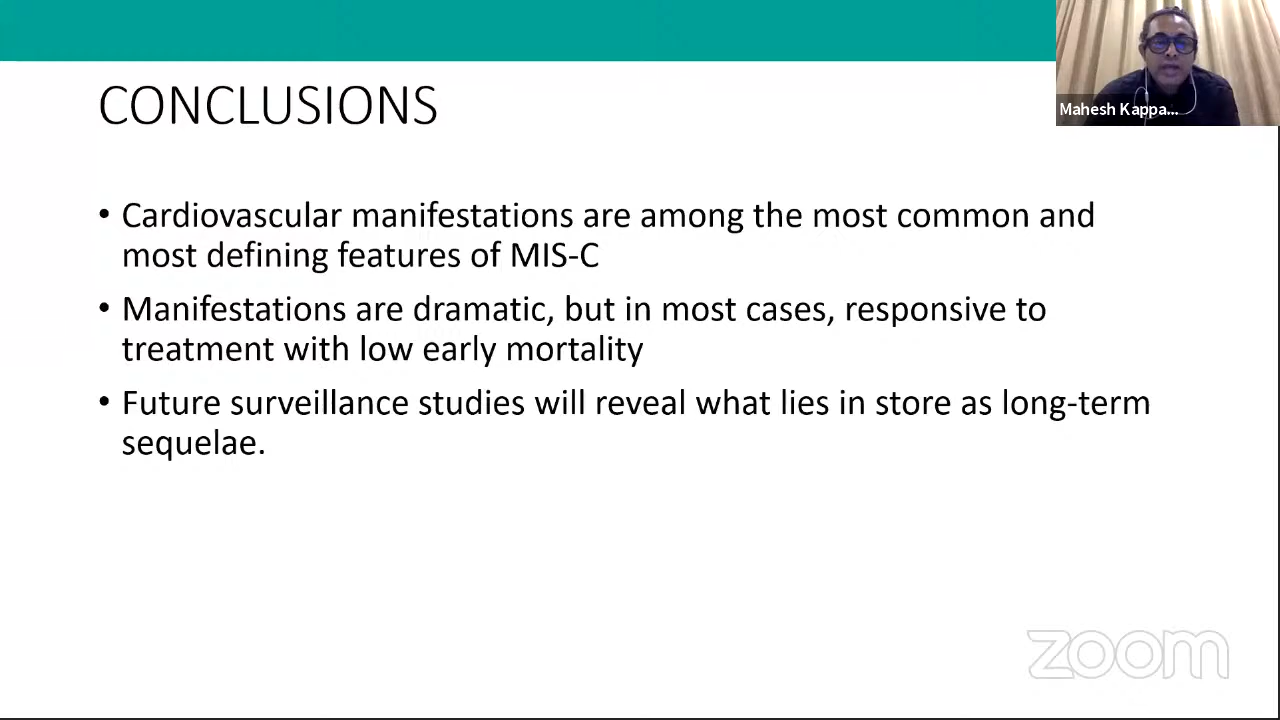 Mahesh Kappa...
CONCLUSIONS
• Cardiovascular manifestations are among the most common and
most defining features of MIS-C
• Manifestations are dramatic, but in most cases, responsive to
treatment with low early mortality
• Future surveillance studies will reveal what lies in store as long-term
sequelae.
zoom